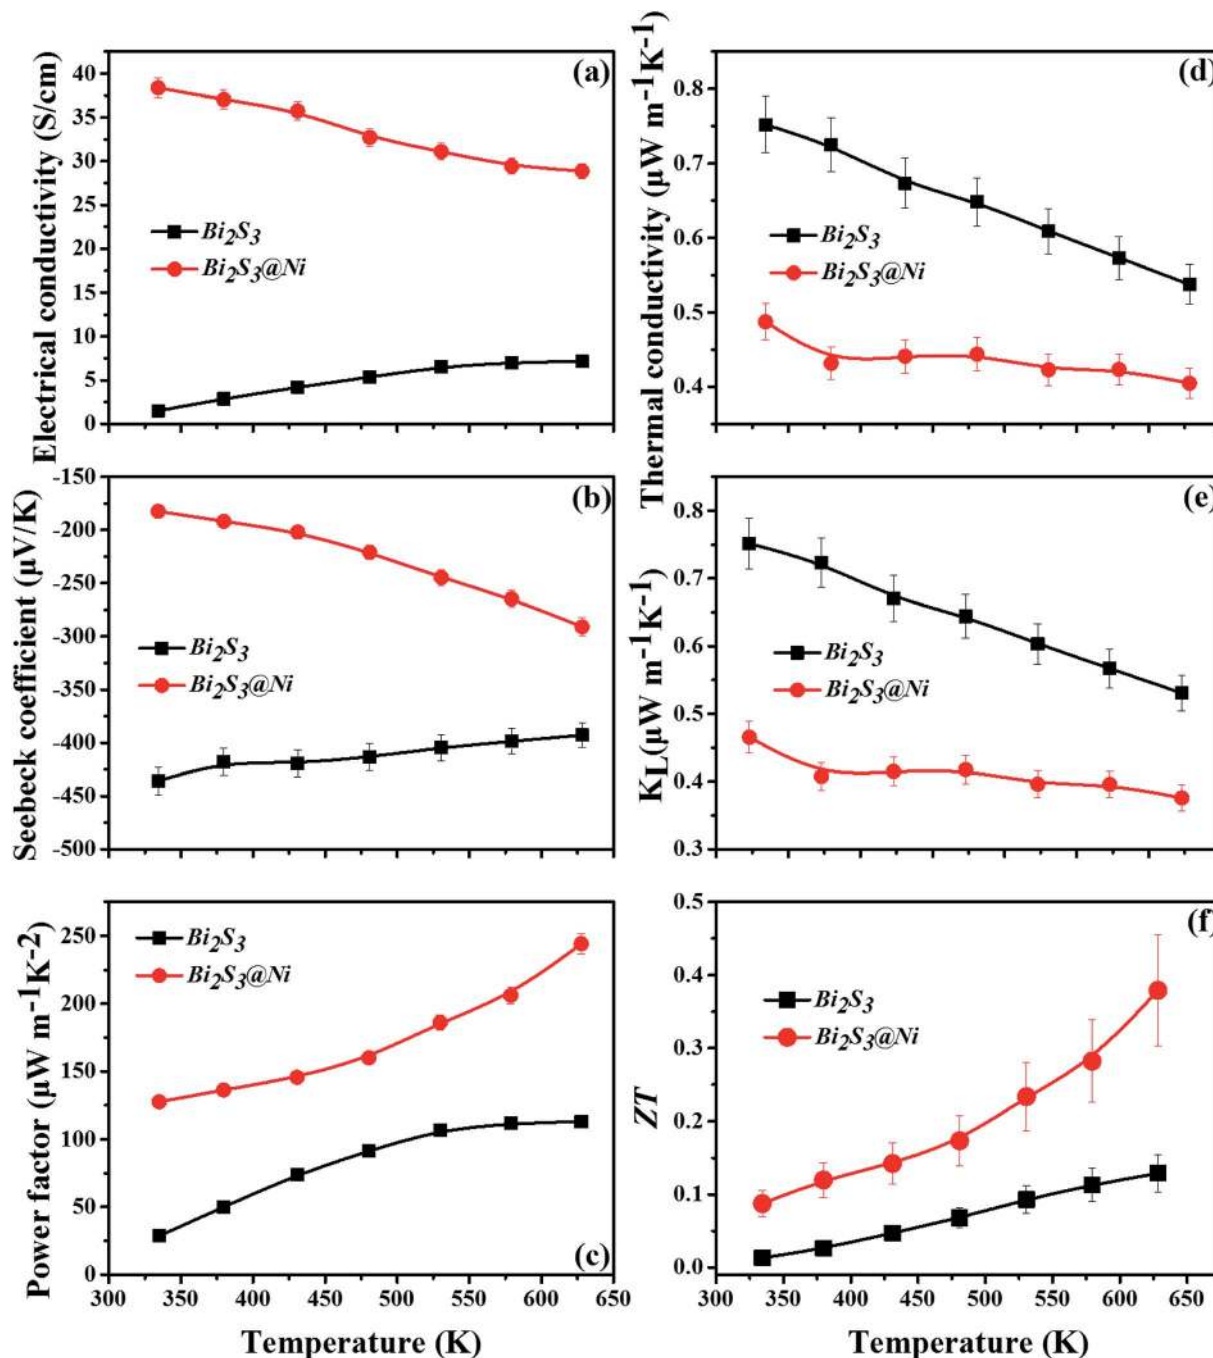 (a)
Electrical conductivity (S/cm)
40
35
30
25
20
15
10
5
0
Bi2S3
Bi2S3@Ni
(d)
Thermal conductivity (µW m-1K-1)
0.8
0.7
0.6
0.5
0.4
Bi2S3
Bi2S3@Ni
(b)
Seebeck coefficient (µV/K)
-150
-200
-250
-300
-350
-400
-450
-500
Bi2S3
Bi2S3@Ni
(e)
KL(µW m-1K-1)
0.8
0.7
0.6
0.5
0.4
0.3
Bi2S3
Bi2S3@Ni
(c)
Power factor (µW m-1K-2)
250
200
150
100
50
0
Bi2S3
Bi2S3@Ni
300 350 400 450 500 550 600 650
Temperature (K)
(f)
ZT
0.5
0.4
0.3
0.2
0.1
0.0
Bi2S3
Bi2S3@Ni
300 350 400 450 500 550 600 650
Temperature (K)